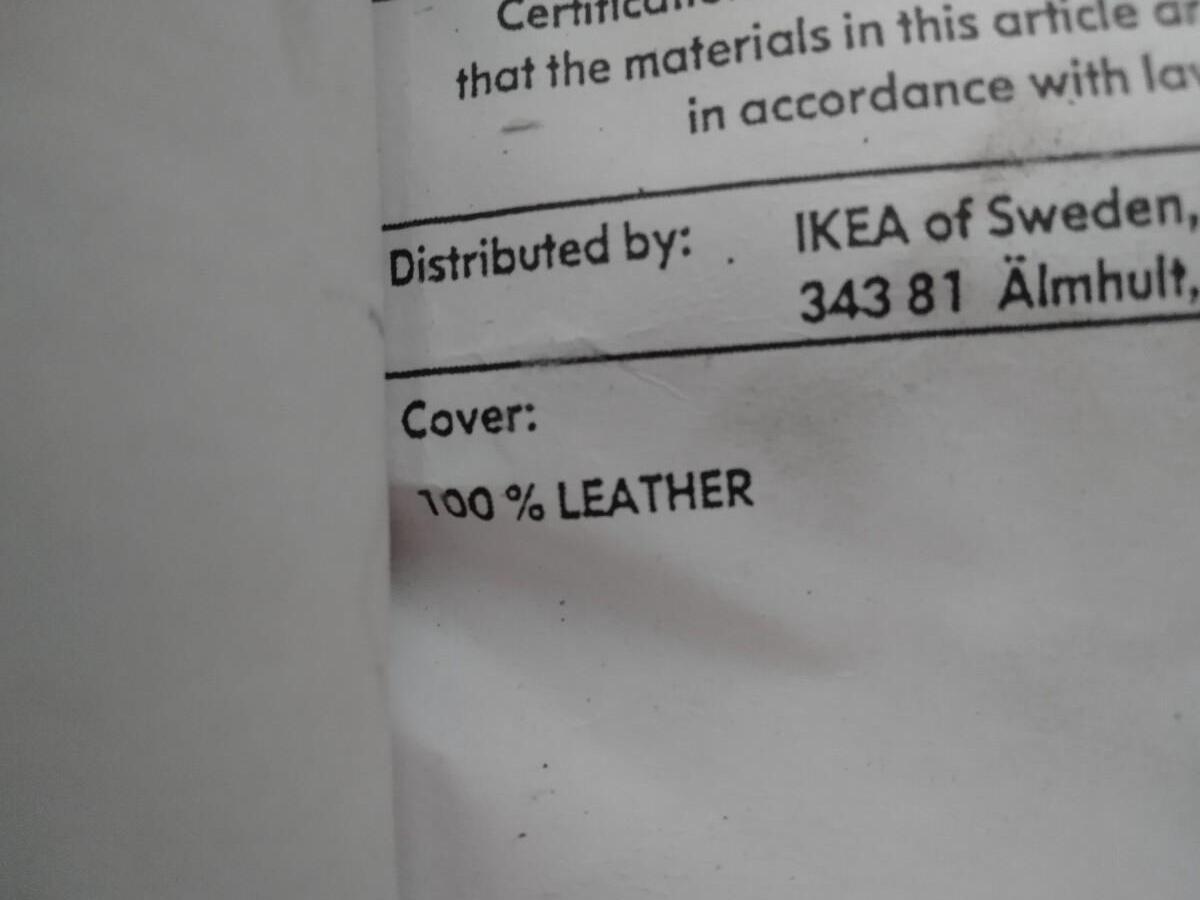 that the materials in this article
in accordance with
Distributed by: IKEA of Sweden,
343 81 Älmhult,
Cover:
100 % LEATHER